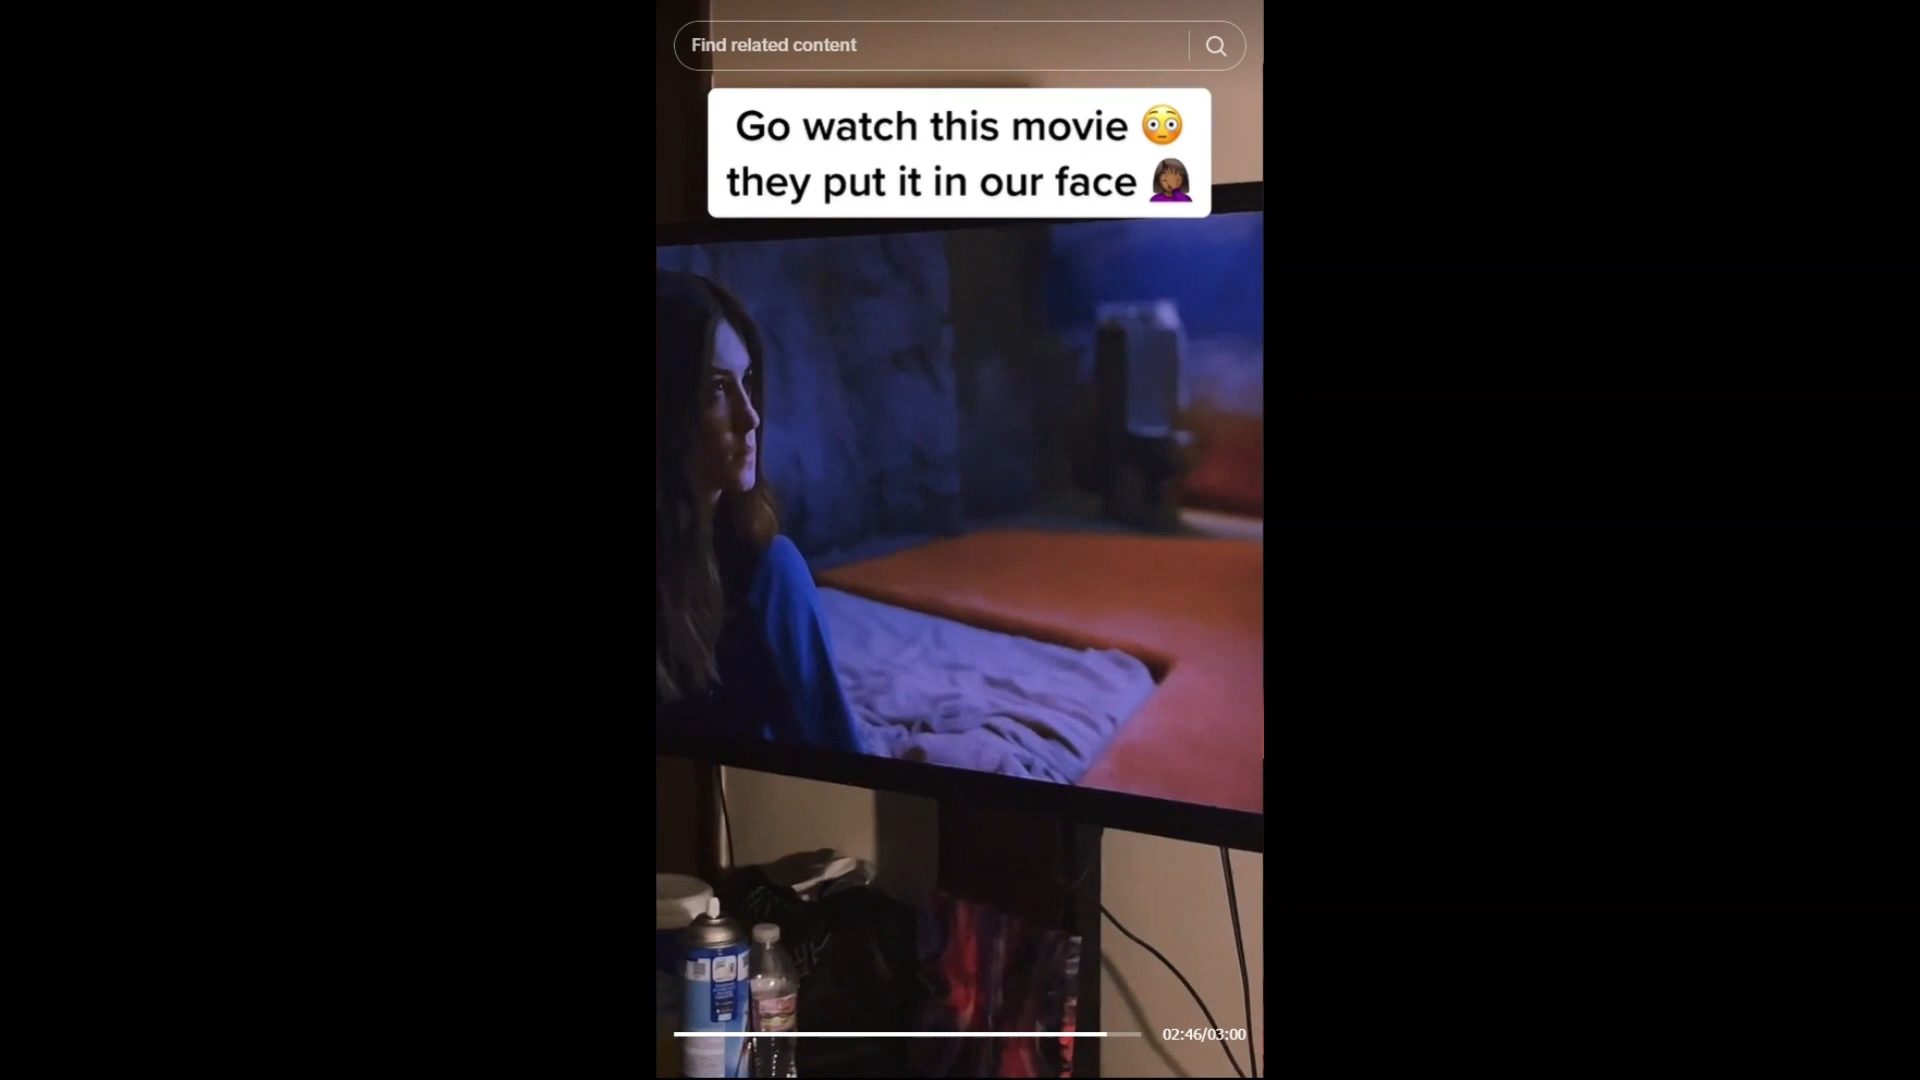 Find related content
Go watch this movie 😳
they put it in our face 🤦🏾‍♀️
02:46/03:00